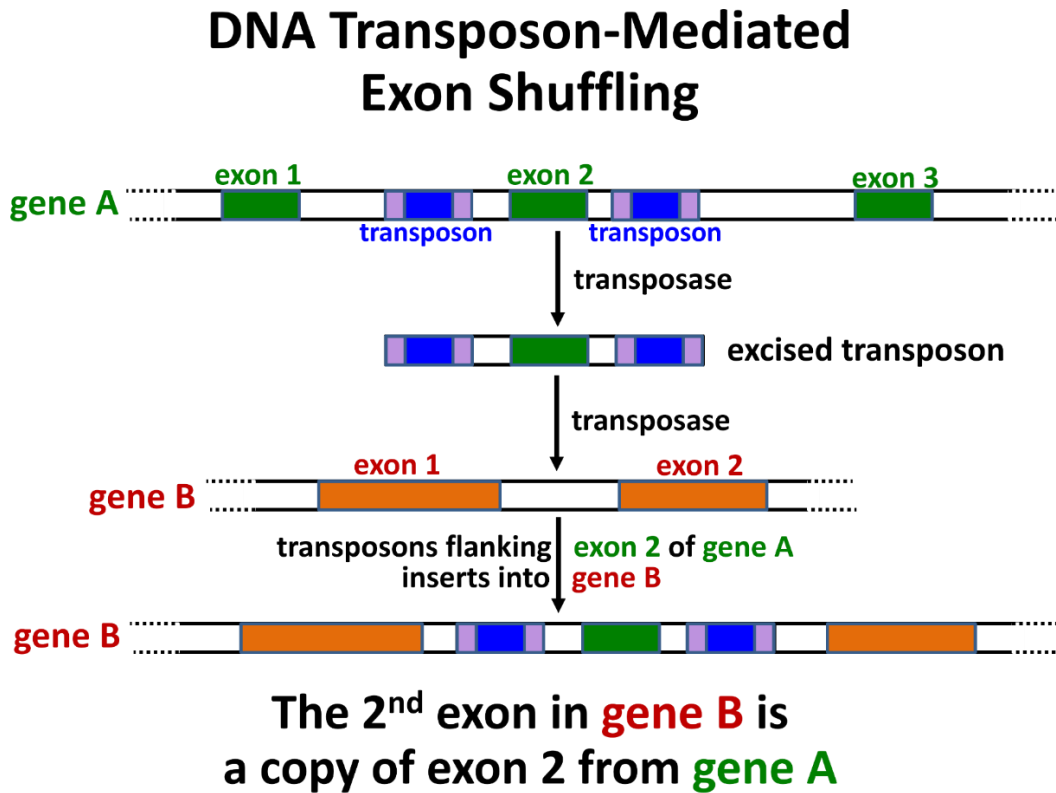 DNA Transposon-Mediated
Exon Shuffling
exon 1 exon 2 exon 3
gene A
transposon transposon
transposase
excised transposon
transposase
exon 1 exon 2
gene B
transposons flanking exon 2 of gene A
inserts into gene B
gene B
The 2nd exon in gene B is
a copy of exon 2 from gene A